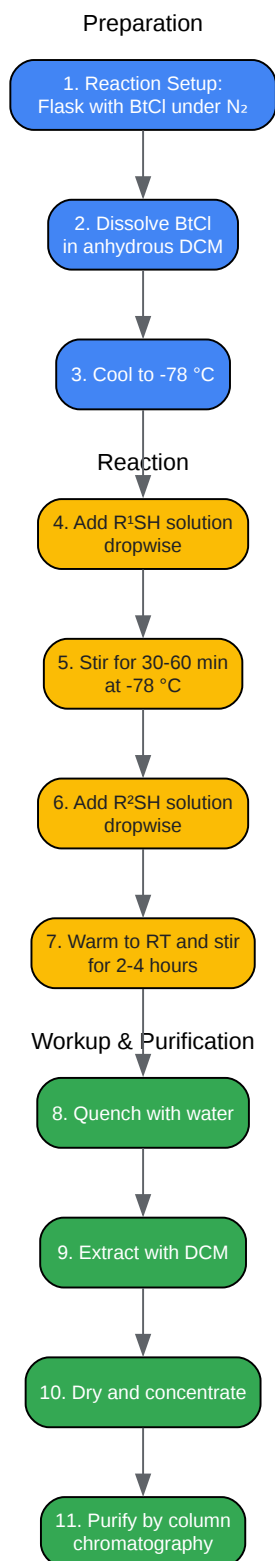 Preparation
1. Reaction Setup:
Flask with BtCl under N₂
2. Dissolve BtCl
in anhydrous DCM
3. Cool to -78 °C
Reaction
4. Add R¹SH solution
dropwise
5. Stir for 30-60 min
at -78 °C
6. Add R²SH solution
dropwise
7. Warm to RT and stir
for 2-4 hours
Workup & Purification
8. Quench with water
9. Extract with DCM
10. Dry and concentrate
11. Purify by column
chromatography